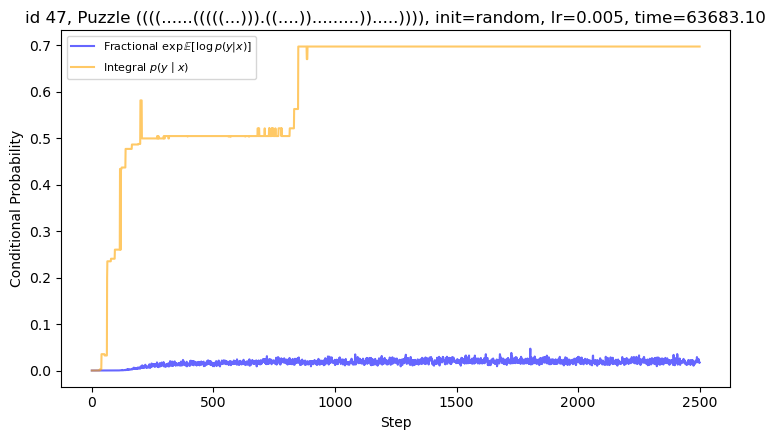 id 47, Puzzle ((((......(((((...))).((....)).........)).....)))), init=random, lr=0.005, time=63683.10
Fractional exp𝔼[log p(y|x)]
Integral p(y | x)
Conditional Probability
0.7
0.6
0.5
0.4
0.3
0.2
0.1
0.0
0 500 1000 1500 2000 2500
Step